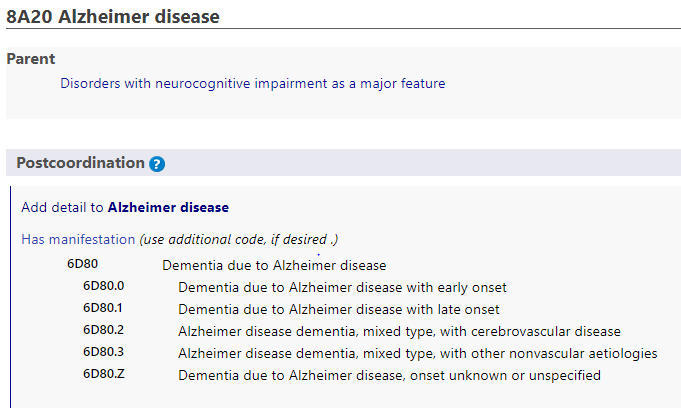 8A20 Alzheimer disease
Parent
Disorders with neurocognitive impairment as a major feature
Postcoordination ?
Add detail to Alzheimer disease
Has manifestation (use additional code, if desired .)
6D80 Dementia due to Alzheimer disease
6D80.0 Dementia due to Alzheimer disease with early onset
6D80.1 Dementia due to Alzheimer disease with late onset
6D80.2 Alzheimer disease dementia, mixed type, with cerebrovascular disease
6D80.3 Alzheimer disease dementia, mixed type, with other nonvascular aetiologies
6D80.Z Dementia due to Alzheimer disease, onset unknown or unspecified